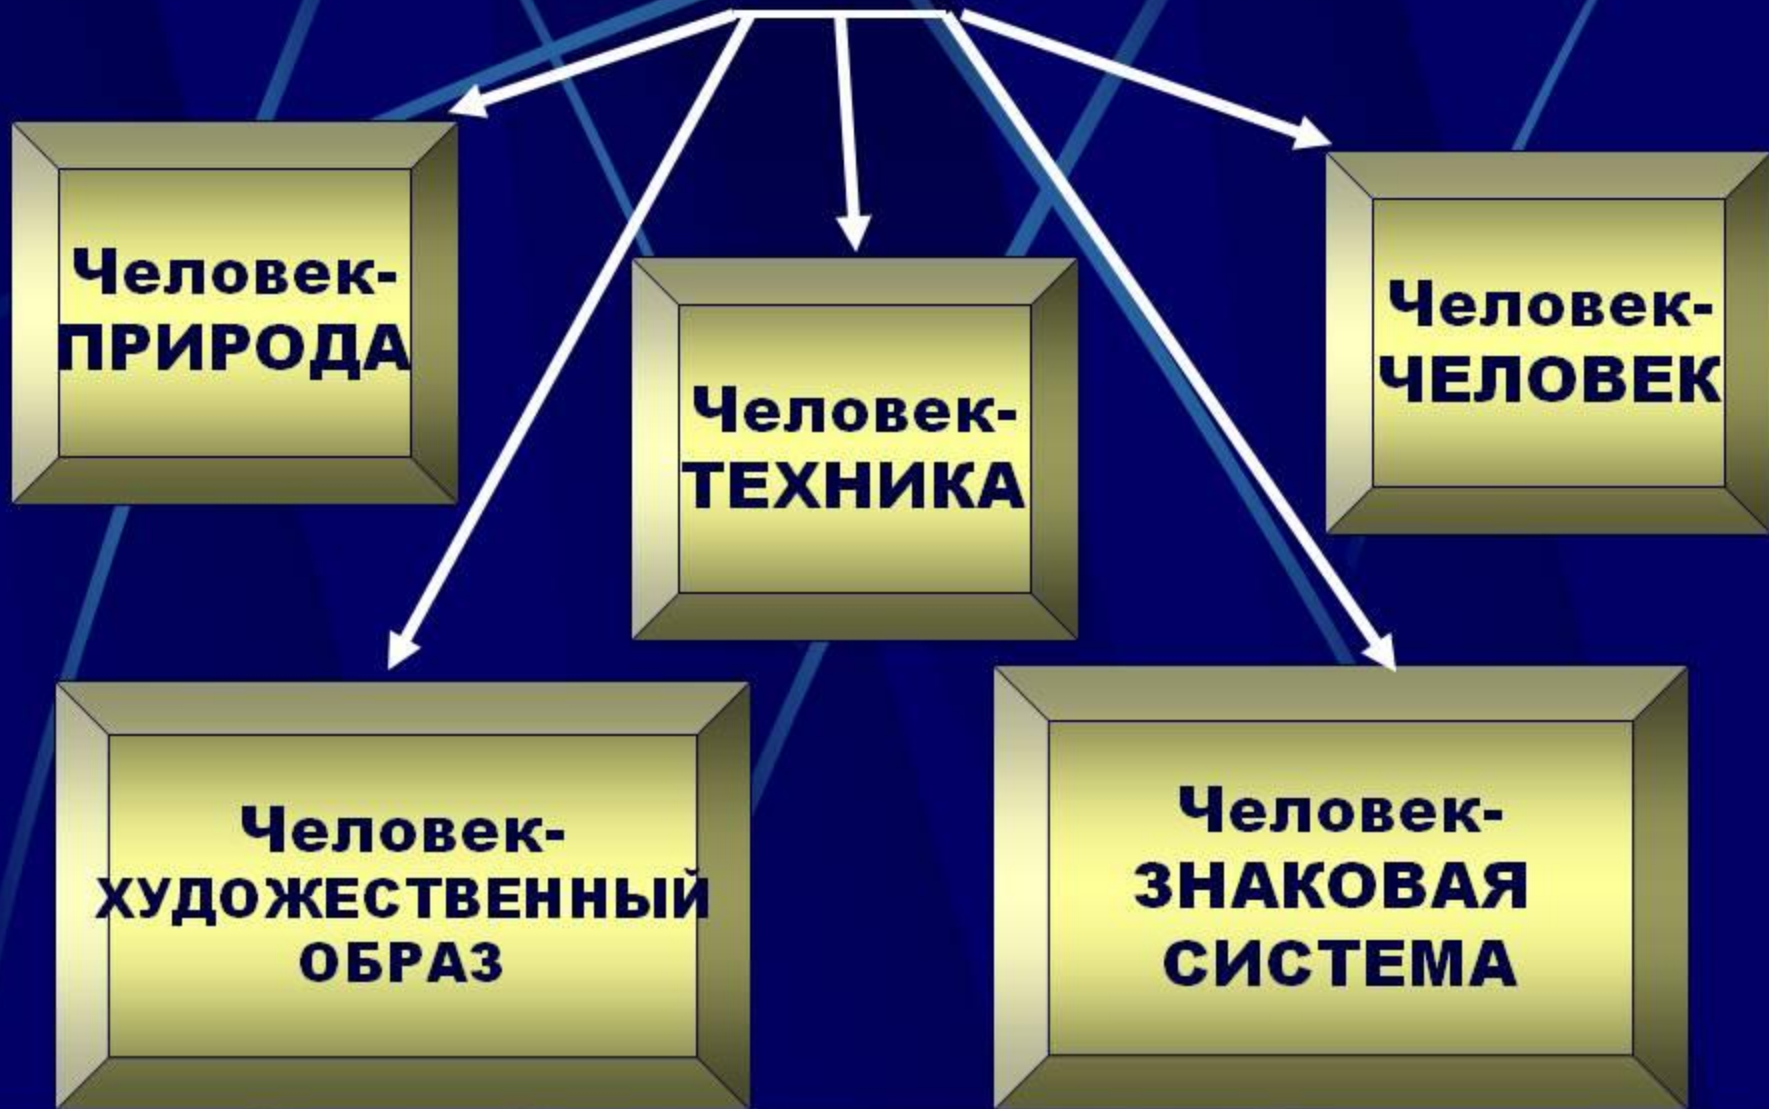 Человек-
ПРИРОДА
Человек-
ТЕХНИКА
Человек-
ЧЕЛОВЕК
Человек-
ХУДОЖЕСТВЕННЫЙ
ОБРАЗ
Человек-
ЗНАКОВАЯ
СИСТЕМА